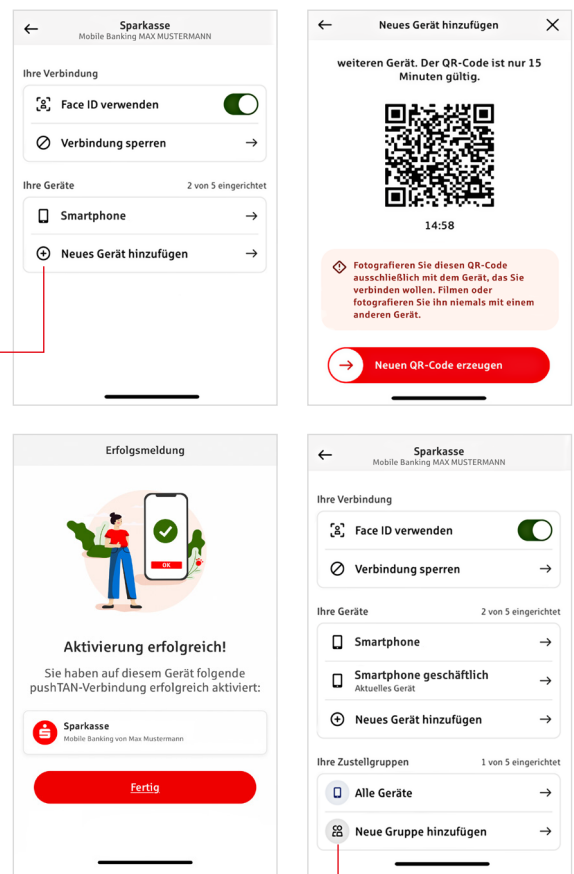 Sparkasse
Mobile Banking MAX MUSTERMANN
Ihre Verbindung
Face ID verwenden
Verbindung sperren
Ihre Geräte 2 von 5 eingerichtet
Smartphone
Neues Gerät hinzufügen
Neues Gerät hinzufügen
weiteren Gerät. Der QR-Code ist nur 15
Minuten gültig.
14:58
Fotografieren Sie diesen QR-Code
ausschließlich mit dem Gerät, das Sie
verbinden wollen. Filmen oder
fotografieren Sie ihn niemals mit einem
anderen Gerät.
Neuen QR-Code erzeugen
Erfolgsmeldung
OK
Aktivierung erfolgreich!
Sie haben auf diesem Gerät folgende
pushTAN-Verbindung erfolgreich aktiviert:
Sparkasse
Mobile Banking von Max Mustermann
Fertig
Sparkasse
Mobile Banking MAX MUSTERMANN
Ihre Verbindung
Face ID verwenden
Verbindung sperren
Ihre Geräte 2 von 5 eingerichtet
Smartphone
Smartphone geschäftlich
Aktuelles Gerät
Neues Gerät hinzufügen
Ihre Zustellgruppen 1 von 5 eingerichtet
Alle Geräte
Neue Gruppe hinzufügen